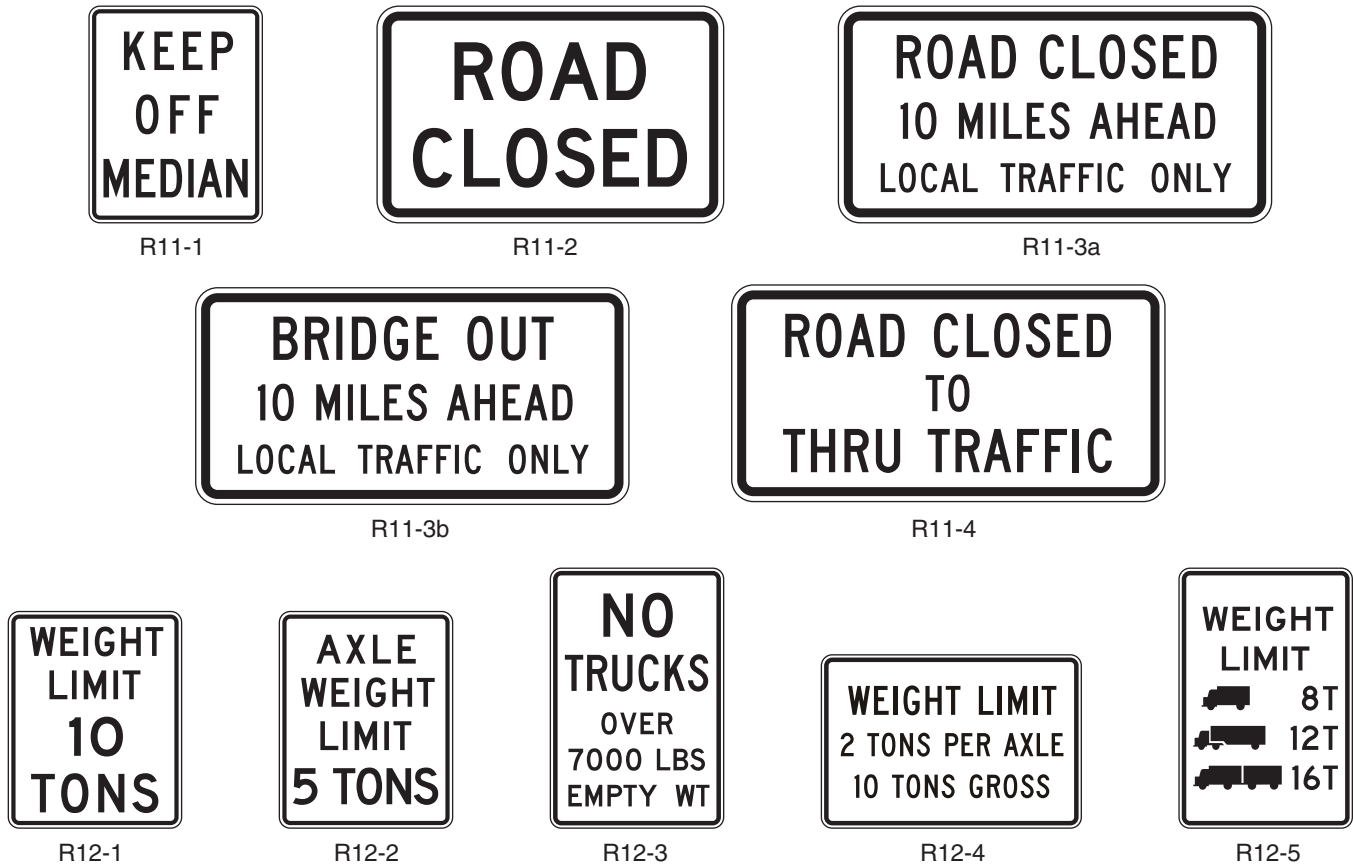 KEEP
OFF
MEDIAN
R11-1
ROAD
CLOSED
R11-2
ROAD CLOSED
10 MILES AHEAD
LOCAL TRAFFIC ONLY
R11-3a
BRIDGE OUT
10 MILES AHEAD
LOCAL TRAFFIC ONLY
R11-3b
ROAD CLOSED
TO
THRU TRAFFIC
R11-4
WEIGHT
LIMIT
10
TONS
R12-1
AXLE
WEIGHT
LIMIT
5 TONS
R12-2
NO
TRUCKS
OVER
7000 LBS
EMPTY WT
R12-3
WEIGHT LIMIT
2 TONS PER AXLE
10 TONS GROSS
R12-4
WEIGHT
LIMIT
8T
12T
16T
R12-5